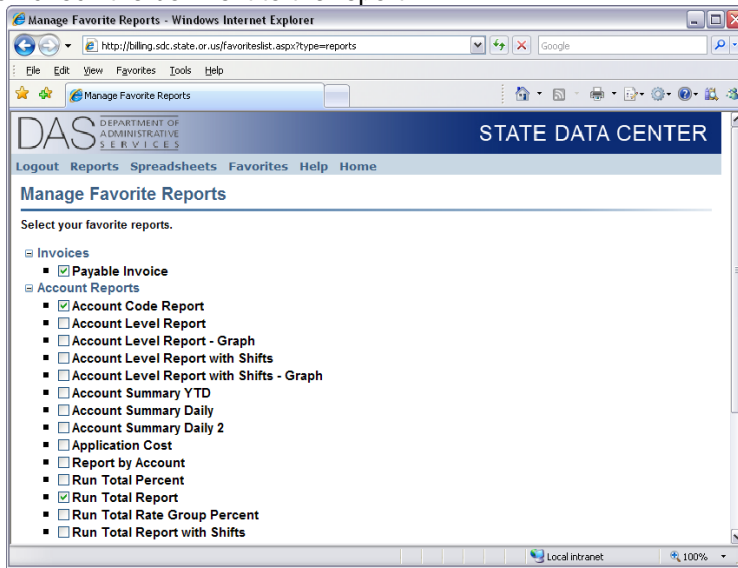 Manage Favorite Reports - Windows Internet Explorer
http://billing.sdc.state.or.us/favoriteslist.aspx?type=reports
Google
File Edit View Favorites Tools Help
Manage Favorite Reports
DAS DEPARTMENT OF
ADMINISTRATIVE
SERVICES
STATE DATA CENTER
Logout Reports Spreadsheets Favorites Help Home
Manage Favorite Reports
Select your favorite reports.
Invoices
Payable Invoice
Account Reports
Account Code Report
Account Level Report
Account Level Report - Graph
Account Level Report with Shifts
Account Level Report with Shifts - Graph
Account Summary YTD
Account Summary Daily
Account Summary Daily 2
Application Cost
Report by Account
Run Total Percent
Run Total Report
Run Total Rate Group Percent
Run Total Report with Shifts
Local intranet
100%